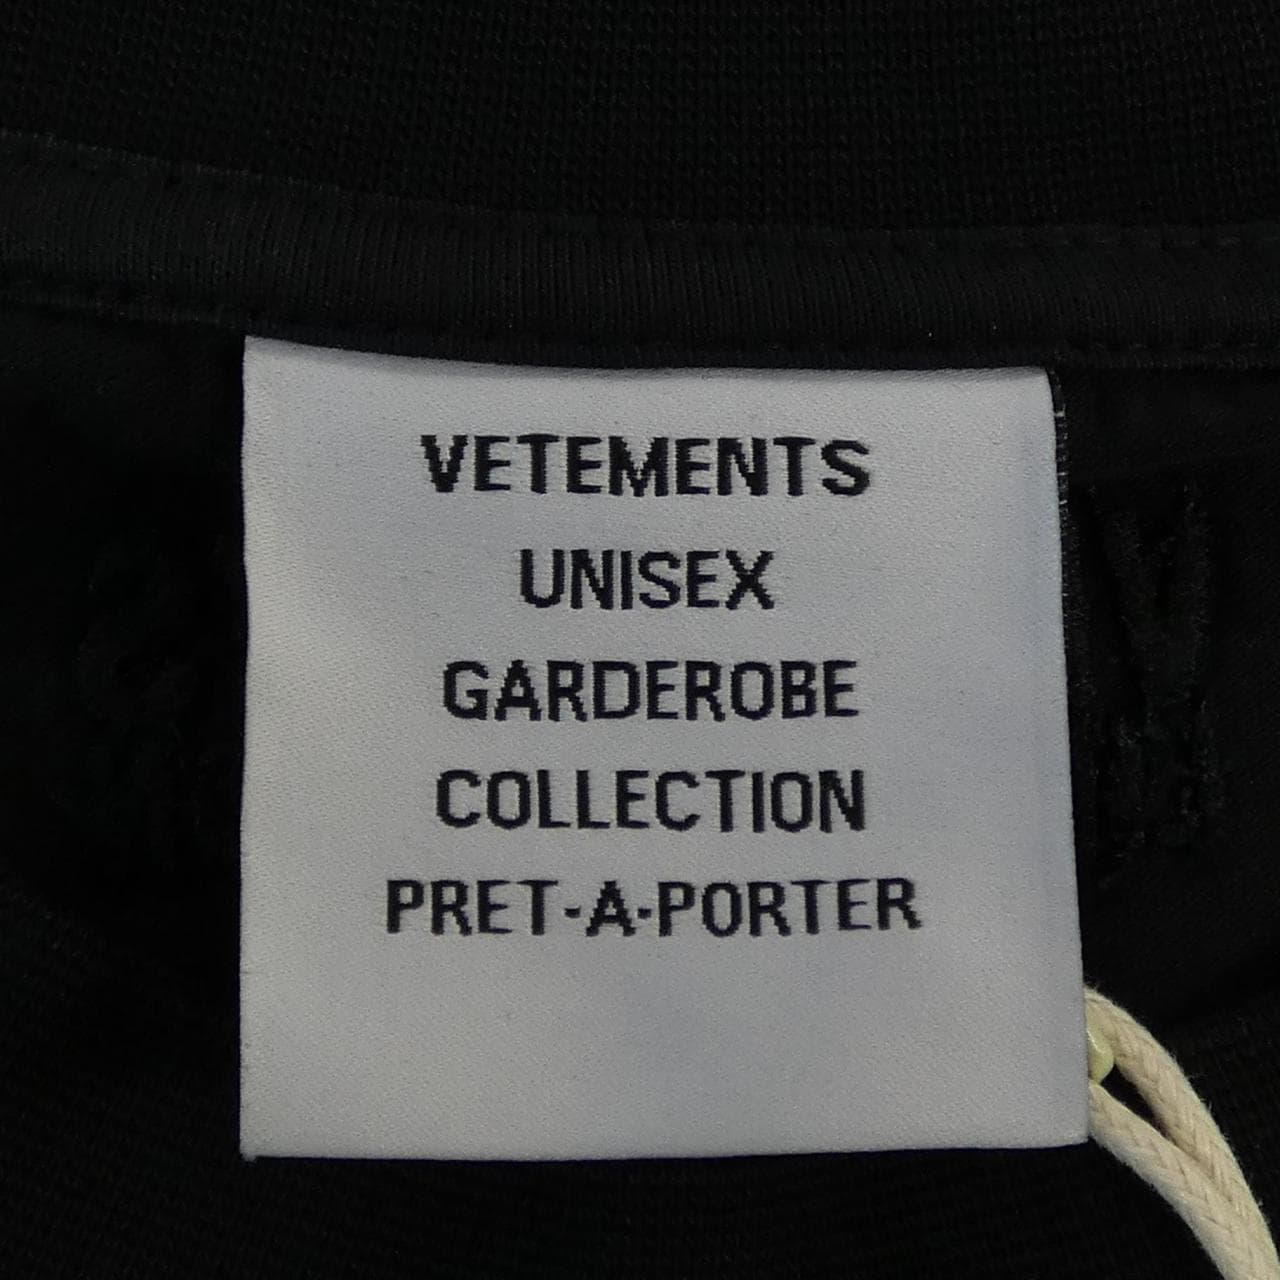 VETEMENTS
UNISEX
GARDEROBE
COLLECTION
PRET-A-PORTER